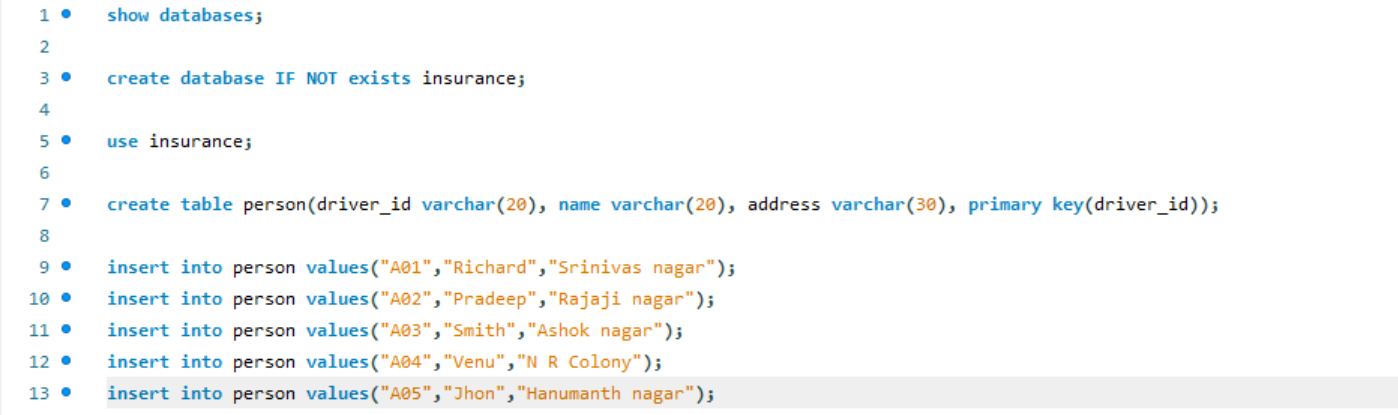 1 show databases;
2
3 create database IF NOT exists insurance;
4
5 use insurance;
6
7 create table person(driver_id varchar(20), name varchar(20), address varchar(30), primary key(driver_id));
8
9 insert into person values("A01","Richard","Srinivas nagar");
10 insert into person values("A02","Pradeep","Rajaji nagar");
11 insert into person values("A03","Smith","Ashok nagar");
12 insert into person values("A04","Venu","N R Colony");
13 insert into person values("A05","Jhon","Hanumanth nagar");